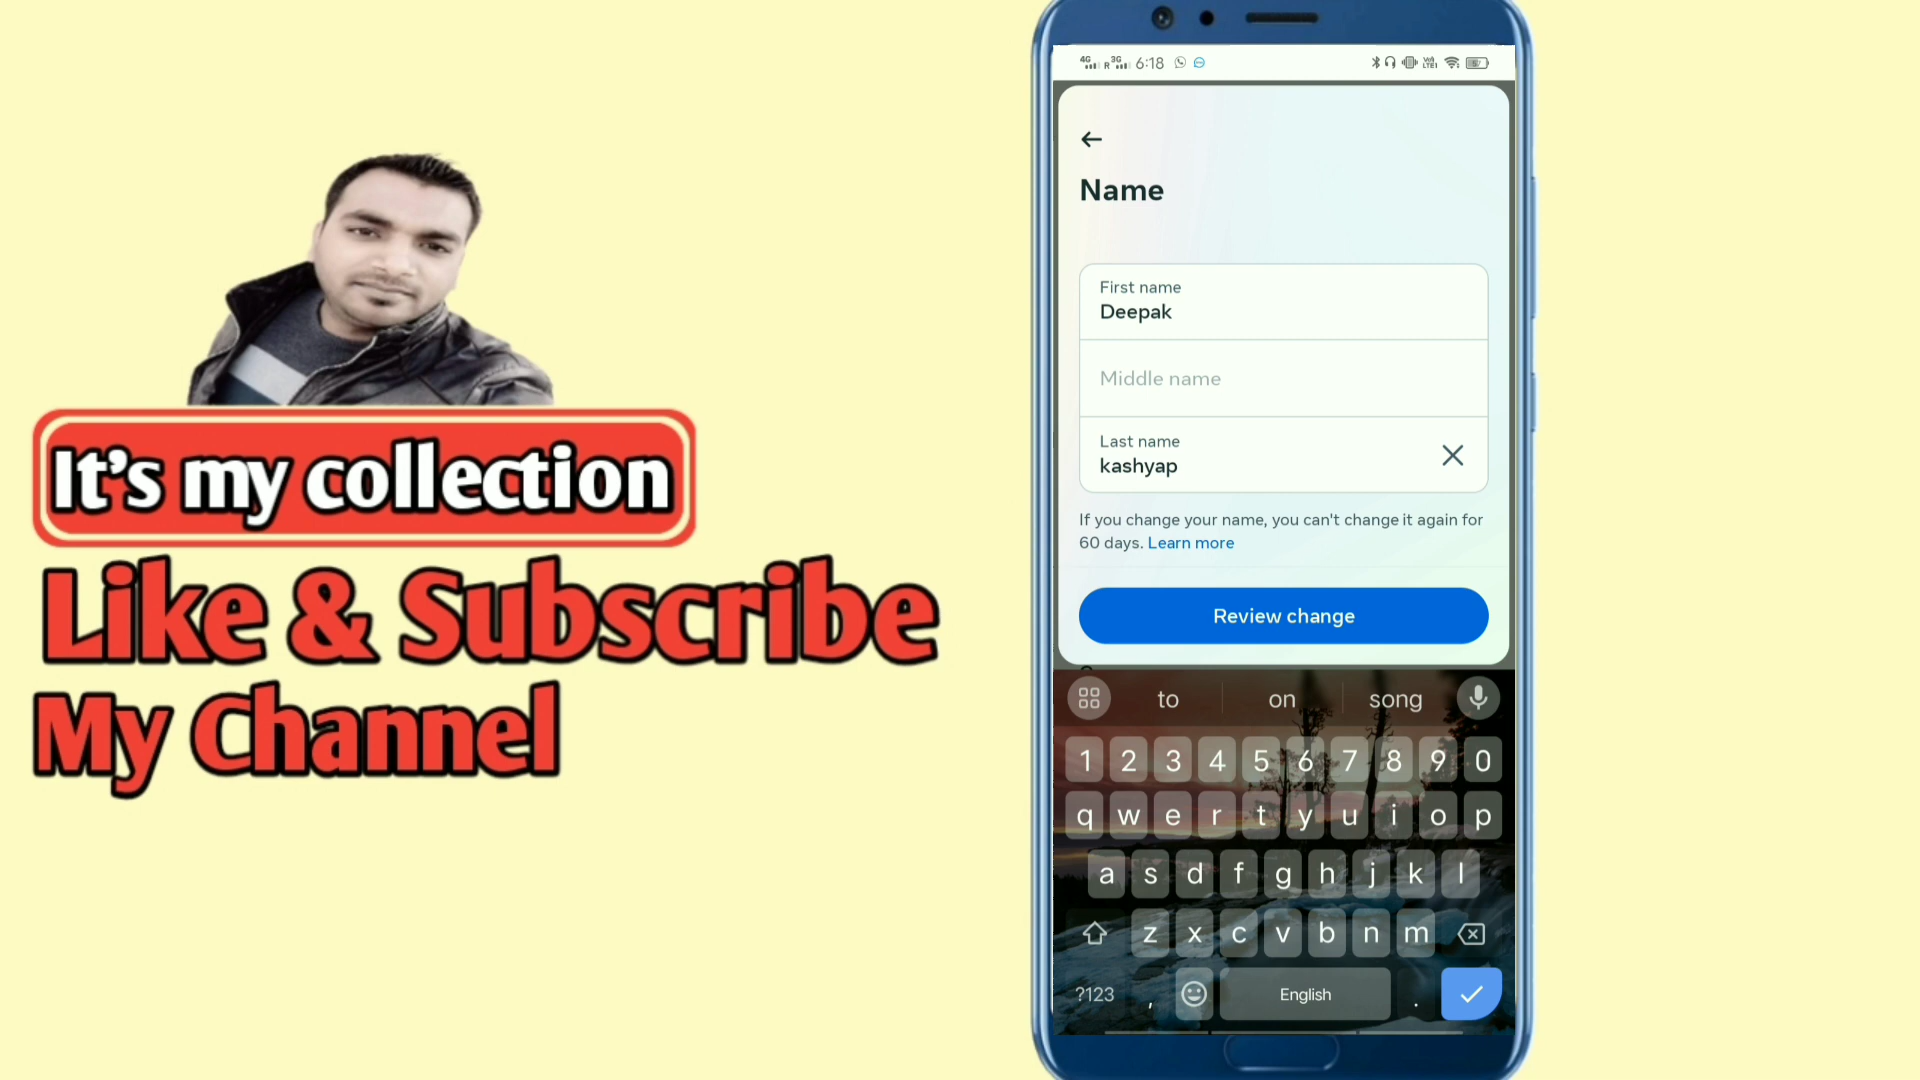 It's my collection
Like & Subscribe
My Channel
4G R 3G 6:18
Name
First name
Deepak
Middle name
Last name
kashyap
If you change your name, you can't change it again for
60 days. Learn more
Review change
to on song
1 2 3 4 5 6 7 8 9 0
q w e r t y u i o p
a s d f g h j k l
z x c v b n m
?123 , English .